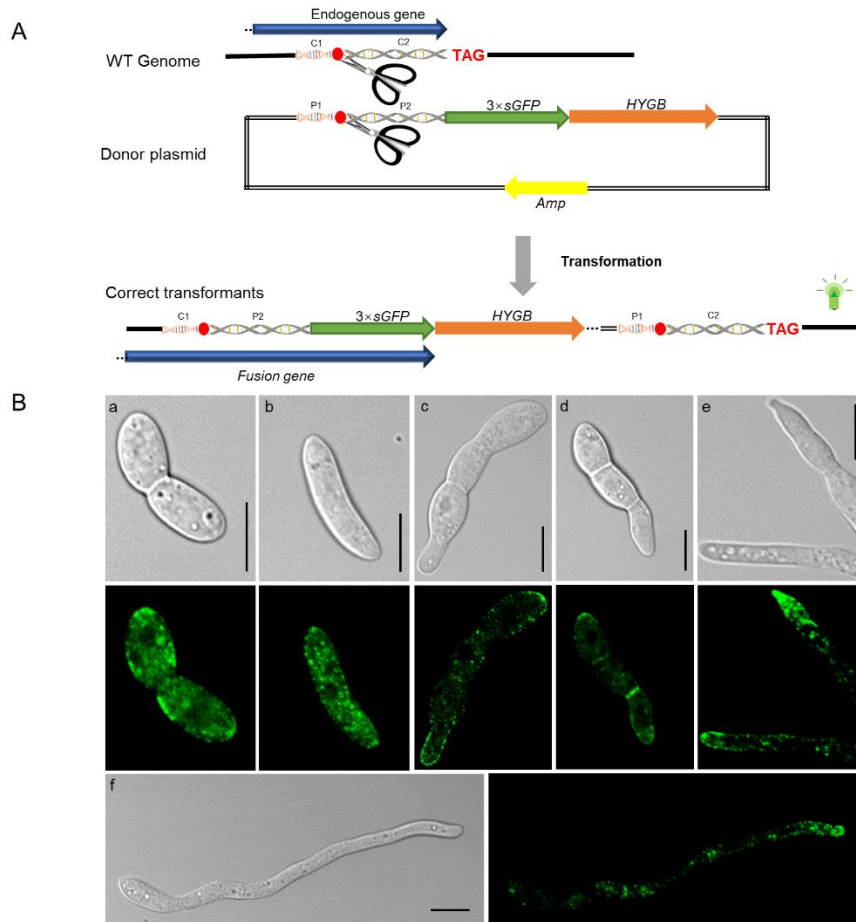 A
Endogenous gene
C1 C2
WT Genome TAG
P1 P2 3×sGFP HYGB
Donor plasmid
Amp
Transformation
Correct transformants
C1 P2 3×sGFP HYGB P1 C2
TAG
Fusion gene
B
a b c d e
f